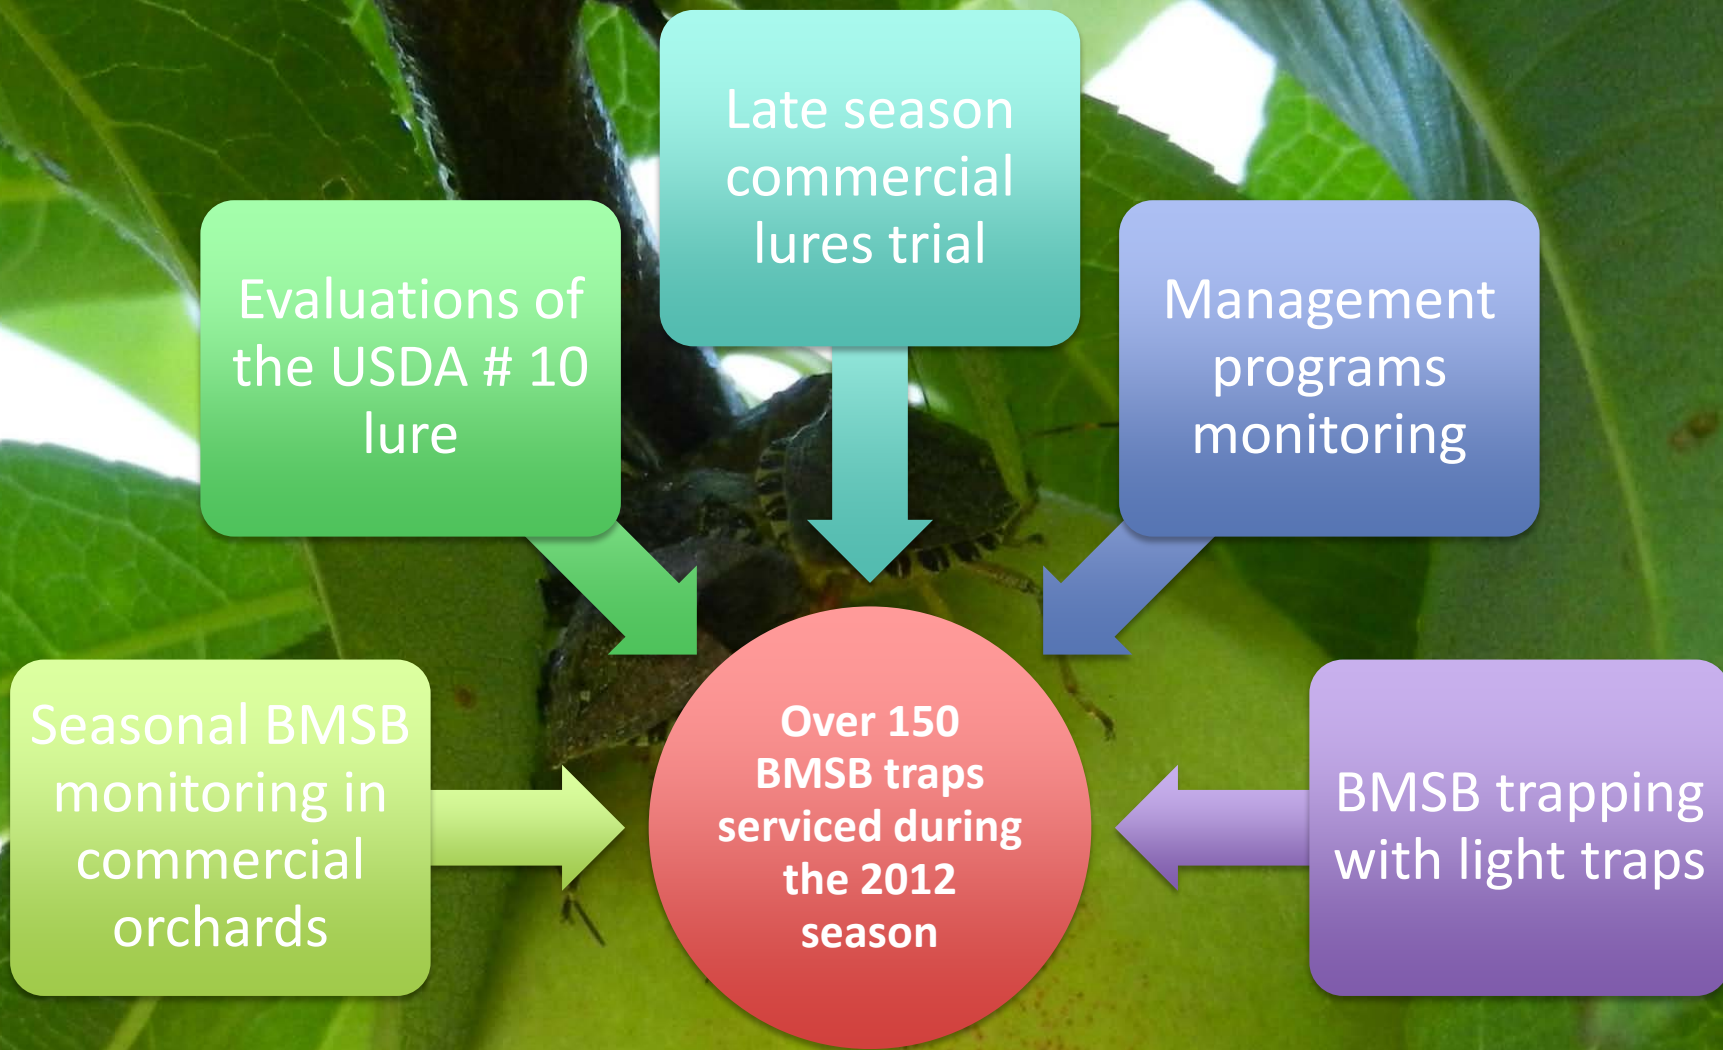 Late season
commercial
lures trial
Evaluations of
the USDA # 10
lure
Management
programs
monitoring
Seasonal BMSB
monitoring in
commercial
orchards
Over 150
BMSB traps
serviced during
the 2012
season
BMSB trapping
with light traps